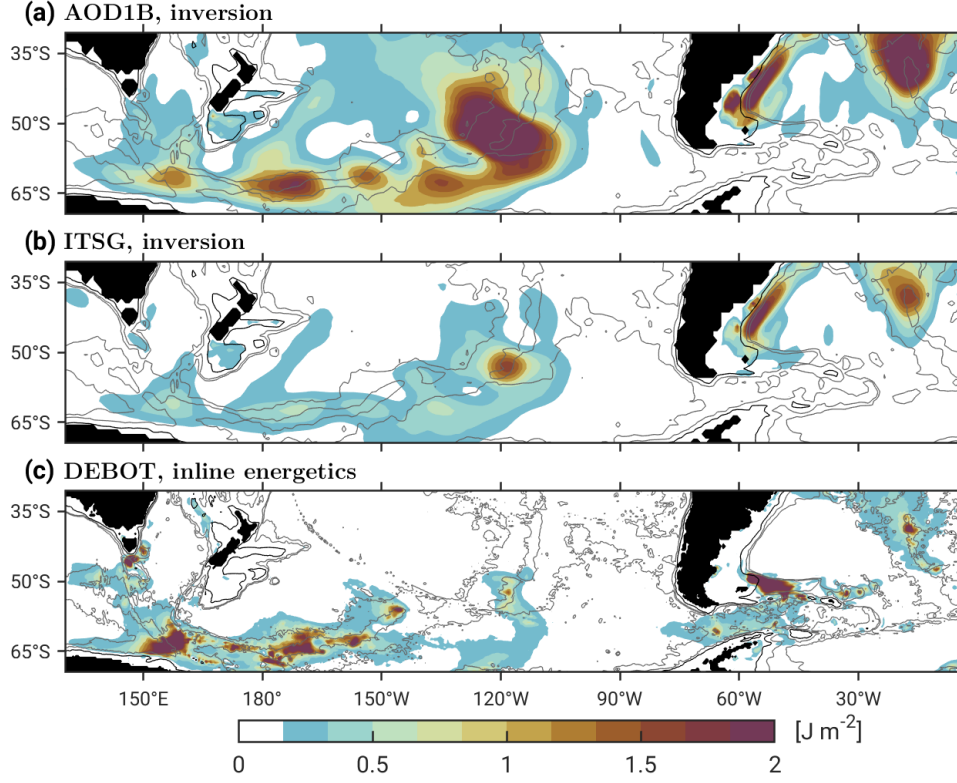 (a) AOD1B, inversion
35°S
50°S
65°S
(b) ITSG, inversion
35°S
50°S
65°S
(c) DEBOT, inline energetics
35°S
50°S
65°S
150°E 180° 150°W 120°W 90°W 60°W 30°W
[J m⁻²]
0 0.5 1 1.5 2